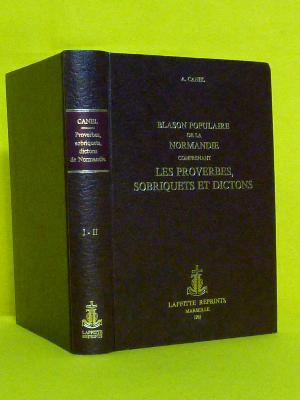 CANEL
Proverbes,
sobriquets,
dictons
de Normandie.
I - II
LAFFITTE
REPRINTS
A. CANEL
BLASON POPULAIRE
DE LA
NORMANDIE
COMPRENANT
LES PROVERBES,
SOBRIQUETS ET DICTONS
LAFFITTE REPRINTS
MARSEILLE